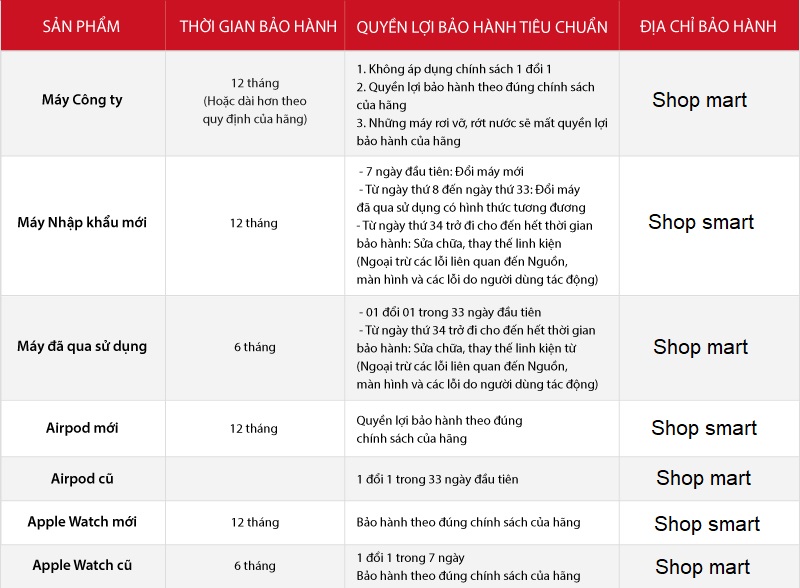 SẢN PHẨM
THỜI GIAN BẢO HÀNH
QUYỀN LỢI BẢO HÀNH TIÊU CHUẨN
ĐỊA CHỈ BẢO HÀNH
Máy Công ty
12 tháng
(Hoặc dài hơn theo
quy định của hãng)
1. Không áp dụng chính sách 1 đổi 1
2. Quyền lợi bảo hành theo đúng chính sách
của hãng
3. Những máy rơi vỡ, rớt nước sẽ mất quyền lợi
bảo hành của hãng
Shop mart
Máy Nhập khẩu mới
12 tháng
- 7 ngày đầu tiên: Đổi máy mới
- Từ ngày thứ 8 đến ngày thứ 33: Đổi máy
đã qua sử dụng có hình thức tương đương
- Từ ngày thứ 34 trở đi cho đến hết thời gian
bảo hành: Sửa chữa, thay thế linh kiện
(Ngoại trừ các lỗi liên quan đến Nguồn,
màn hình và các lỗi do người dùng tác động)
Shop smart
Máy đã qua sử dụng
6 tháng
- 01 đổi 01 trong 33 ngày đầu tiên
- Từ ngày thứ 34 trở đi cho đến hết thời gian
bảo hành: Sửa chữa, thay thế linh kiện từ
(Ngoại trừ các lỗi liên quan đến Nguồn,
màn hình và các lỗi do người dùng tác động)
Shop mart
Airpod mới
12 tháng
Quyền lợi bảo hành theo đúng
chính sách của hãng
Shop smart
Airpod cũ
1 đổi 1 trong 33 ngày đầu tiên
Shop mart
Apple Watch mới
12 tháng
Bảo hành theo đúng chính sách của hãng
Shop smart
Apple Watch cũ
6 tháng
1 đổi 1 trong 7 ngày
Bảo hành theo đúng chính sách của hãng
Shop mart